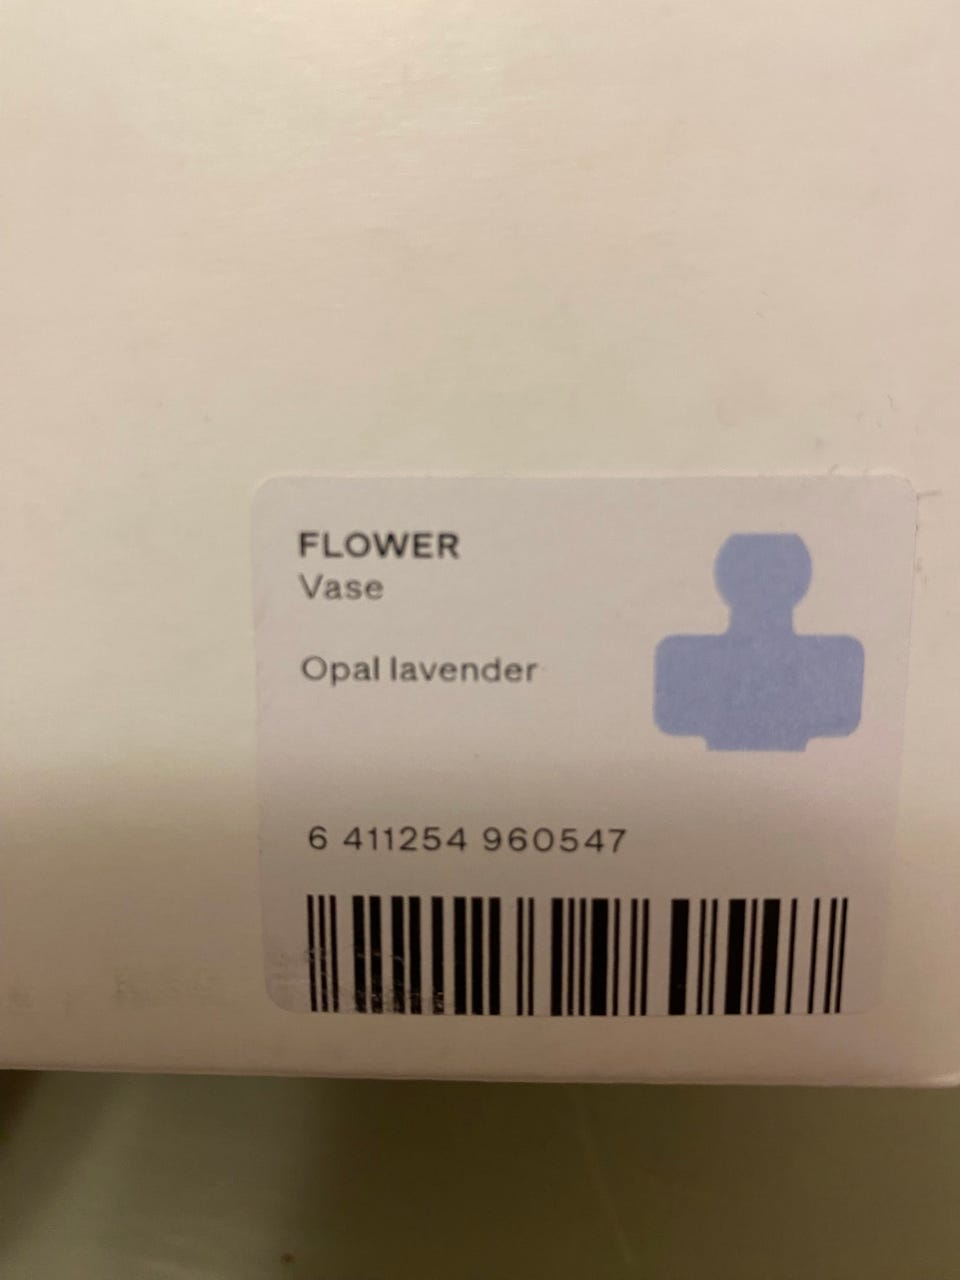 FLOWER
Vase
Opal lavender
6 411254 960547